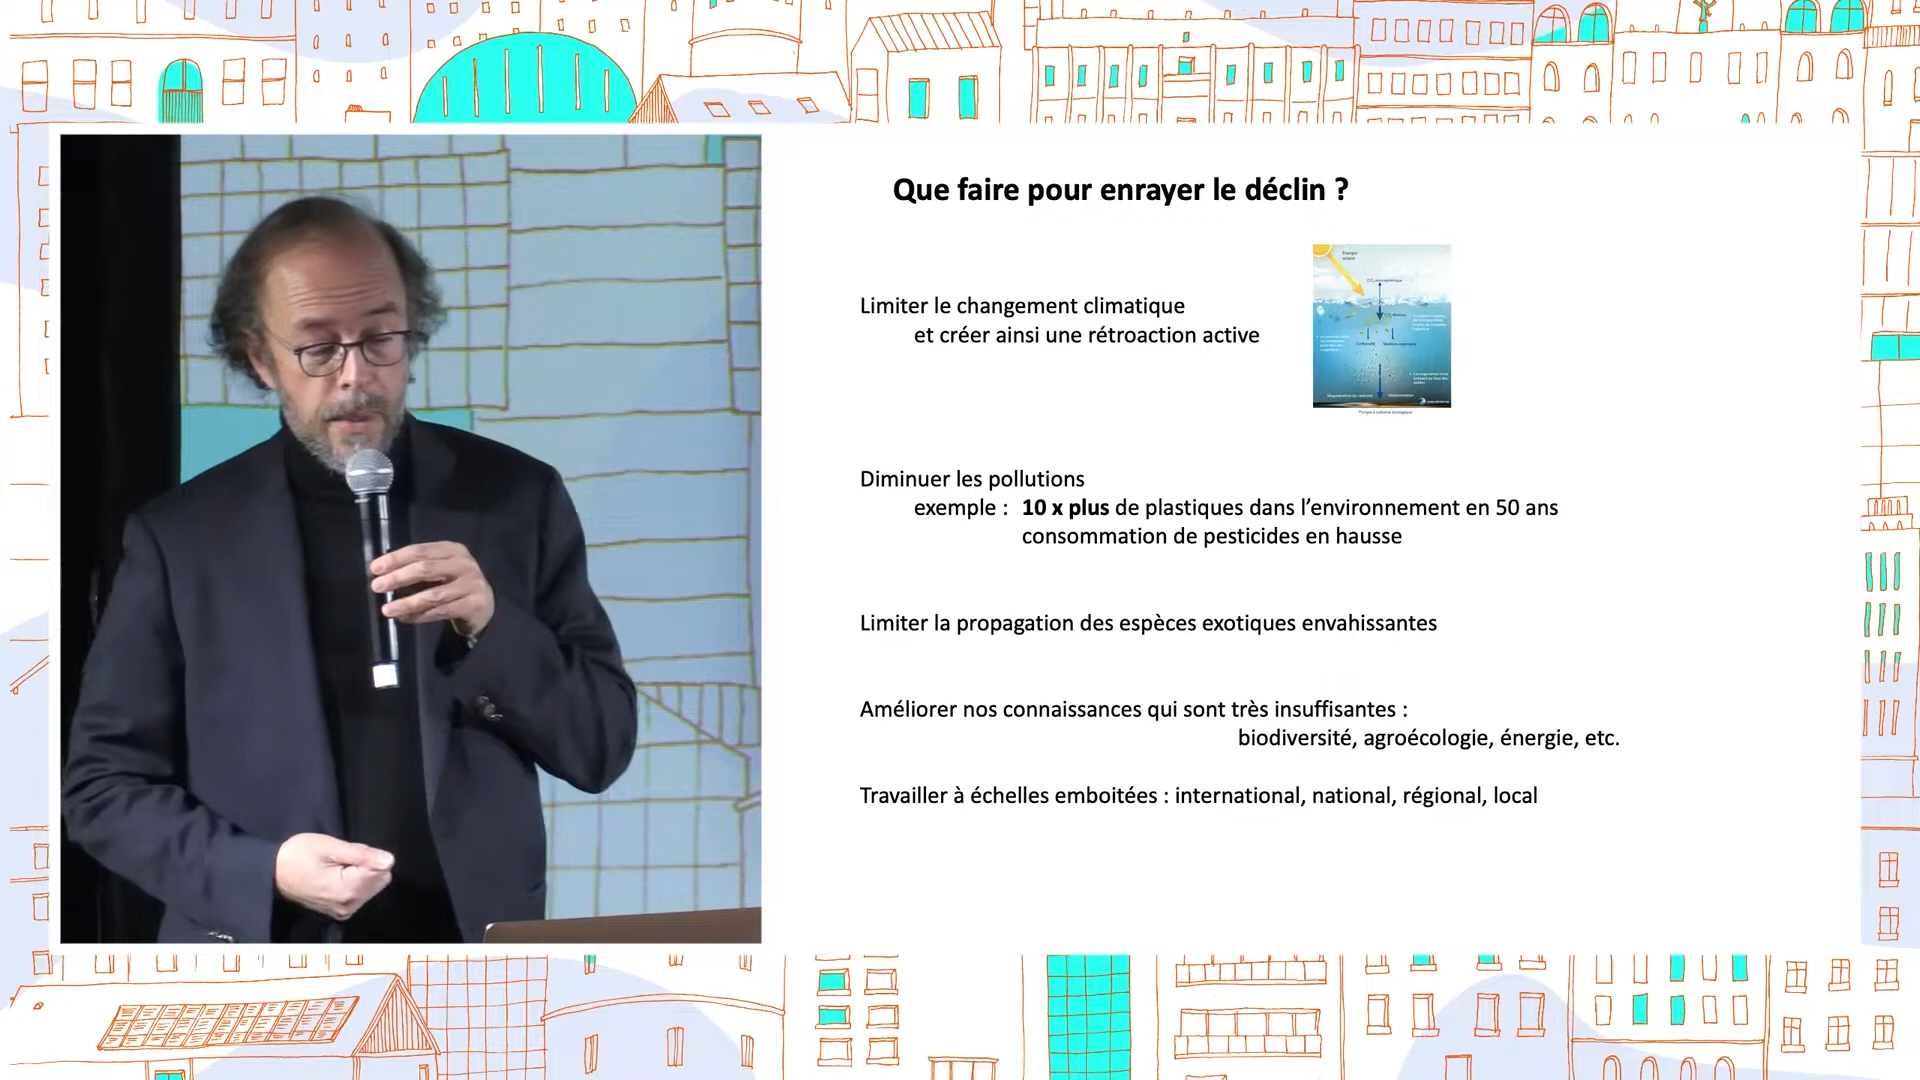 Que faire pour enrayer le déclin ?
Limiter le changement climatique
et créer ainsi une rétroaction active
Pompe à carbone biologique
Diminuer les pollutions
exemple : 10 x plus de plastiques dans l’environnement en 50 ans
consommation de pesticides en hausse
Limiter la propagation des espèces exotiques envahissantes
Améliorer nos connaissances qui sont très insuffisantes :
biodiversité, agroécologie, énergie, etc.
Travailler à échelles emboitées : international, national, régional, local